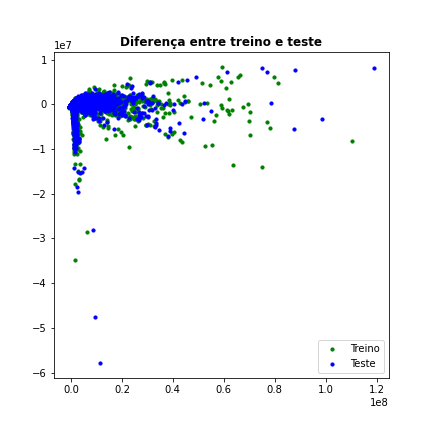 Diferença entre treino e teste
1e7
1
0
−1
−2
−3
−4
−5
−6
0.0 0.2 0.4 0.6 0.8 1.0 1.2
1e8
Treino
Teste